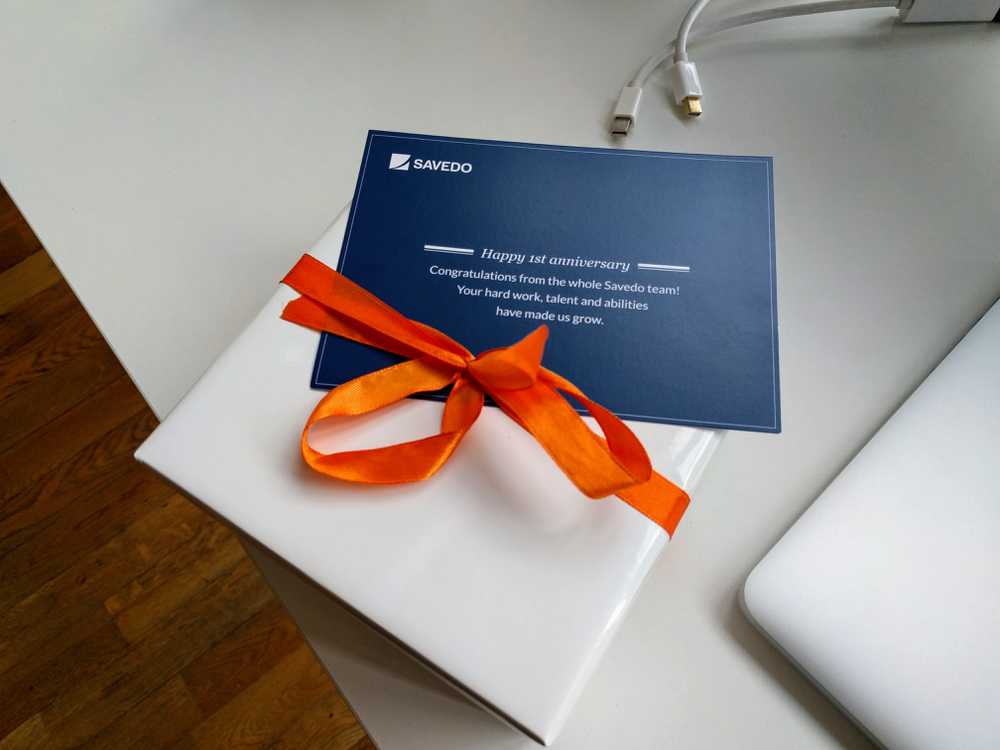 SAVEDO
Happy 1st anniversary
Congratulations from the whole Savedo team!
Your hard work, talent and abilities
have made us grow.